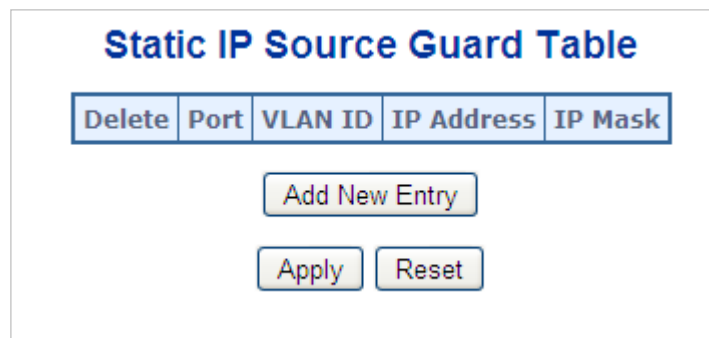 Static IP Source Guard Table
Delete Port VLAN ID IP Address IP Mask
Add New Entry
Apply Reset